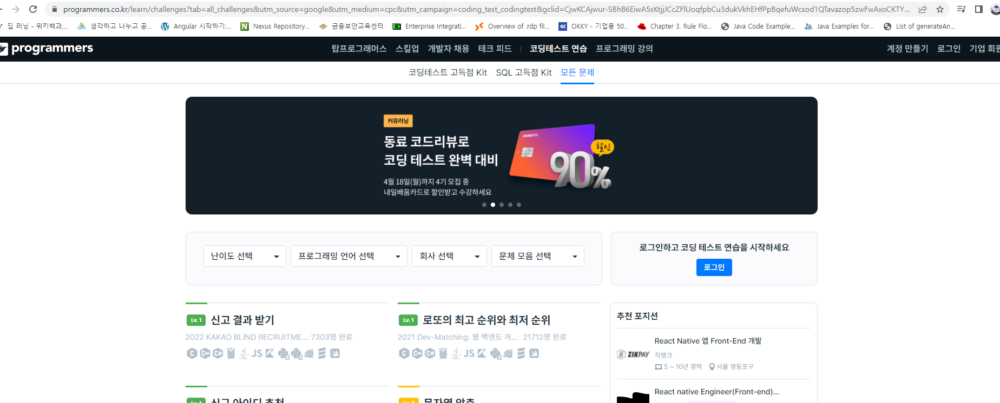 programmers.co.kr/learn/challenges?tab=all_challenges&utm_source=google&utm_medium=cpc&utm_campaign=coding_test_codingtest&gclid=CjwKCAjwur-SBhB6EiwA5sKtjjJCcZFlUoqfpbCu3dukVkhEHfPpBqefuWcsod1QTavazop5zwFwAxoCKTY...
딥 러닝 - 위키백과,... 생각하고 나누고 공... Angular 시작하기:... Nexus Repository... 금융보안교육센터 Enterprise Integrati... Overview of .rdp fil... OKKY - 기업용 50... Chapter 3. Rule Flo... Java Code Example... Java Examples for... List of generateAn...
programmers 탑프로그래머스 스킬업 개발자 채용 테크 피드 | 코딩테스트 연습 프로그래밍 강의 계정 만들기 로그인 기업 회원
코딩테스트 고득점 Kit SQL 고득점 Kit 모든 문제
커뮤러닝
동료 코드리뷰로
코딩 테스트 완벽 대비
4월 18일(월)까지 4기 모집 중
내일배움카드로 할인받고 수강하세요
내일배움카드
할인
90%
난이도 선택 프로그래밍 언어 선택 회사 선택 문제 모음 선택
로그인하고 코딩 테스트 연습을 시작하세요
로그인
Lv. 1 신고 결과 받기
2022 KAKAO BLIND RECRUITME... 7303명 완료
C C++ C# JS 2 3
Lv. 1 로또의 최고 순위와 최저 순위
2021 Dev-Matching: 웹 백엔드 개... 21712명 완료
C C++ C# JS 3
추천 포지션
React Native 앱 Front-End 개발
ZIKPAY 직뱅크
5 ~ 10년 경력 서울 영등포구
React native Engineer(Front-end)...
Lv. 1 신규 아이디 추천
Lv. 2 문자열 압축